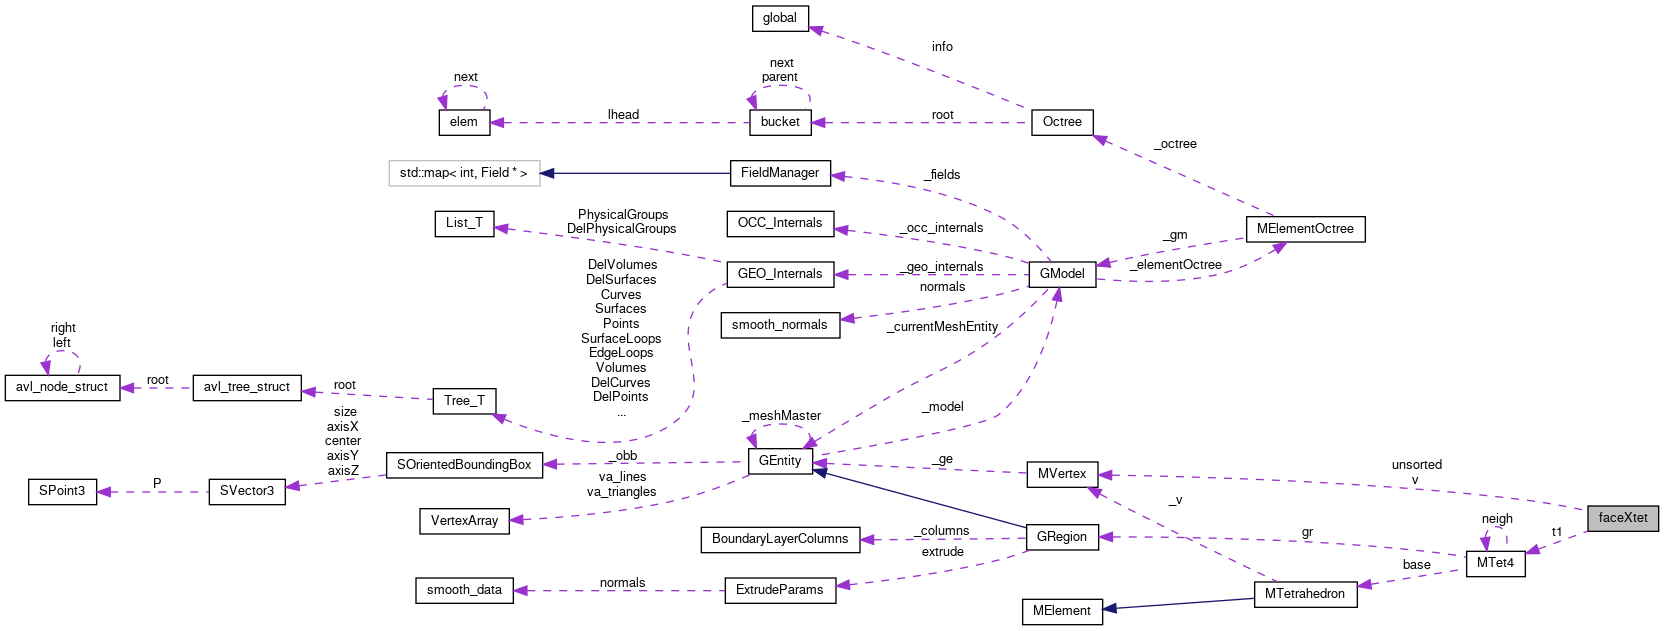 global
info
next
next
parent
elem
lhead
bucket
root
Octree
_octree
std::map< int, Field * >
FieldManager
_fields
List_T
PhysicalGroups
DelPhysicalGroups
OCC_Internals
_occ_internals
MElementOctree
_gm
_elementOctree
GEO_Internals
_geo_internals
GModel
normals
smooth_normals
_currentMeshEntity
DelVolumes
DelSurfaces
Curves
Surfaces
Points
SurfaceLoops
EdgeLoops
Volumes
DelCurves
DelPoints
...
right
left
avl_node_struct
root
avl_tree_struct
root
Tree_T
_model
_meshMaster
size
axisX
center
axisY
axisZ
SOrientedBoundingBox
_obb
GEntity
_ge
MVertex
unsorted
v
SPoint3
P
SVector3
va_lines
va_triangles
VertexArray
_v
faceXtet
BoundaryLayerColumns
_columns
GRegion
gr
neigh
t1
MTet4
extrude
base
smooth_data
normals
ExtrudeParams
MTetrahedron
MElement